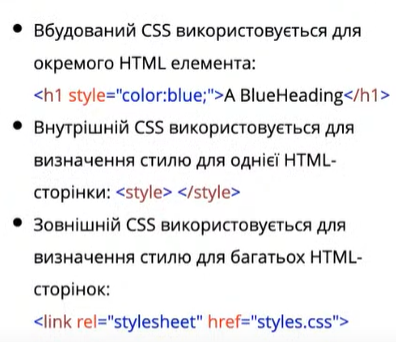 • Вбудований CSS використовується для
окремого HTML елемента:
<h1 style="color:blue;">A BlueHeading</h1>
• Внутрішній CSS використовується для
визначення стилю для однієї HTML-
сторінки: <style> </style>
• Зовнішній CSS використовується для
визначення стилю для багатьох HTML-
сторінок:
<link rel="stylesheet" href="styles.css">